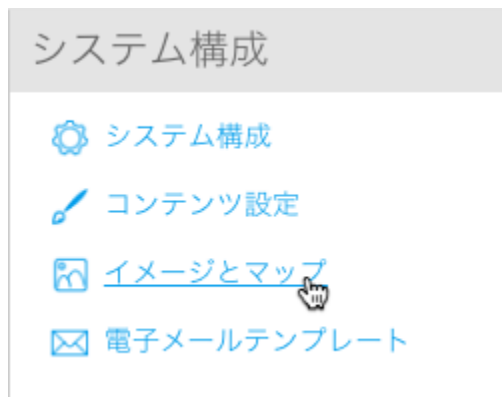 システム構成
システム構成
コンテンツ設定
イメージとマップ
電子メールテンプレート